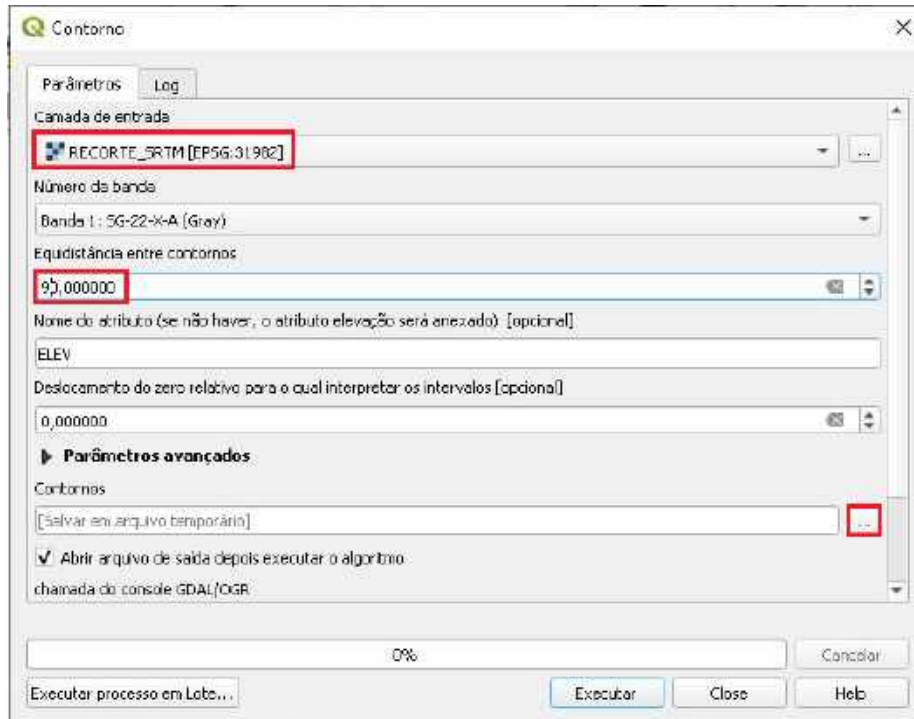 Contorno
Parâmetros Log
Camada de entrada
RECORTE_SRTM [EPSG:31982]
...
Número da banda
Banda 1: SG-22-X-A (Gray)
Equidistância entre contornos
90,000000
Nome do atributo (se não haver, o atributo elevação será anexado) [opcional]
ELEV
Deslocamento do zero relativo para o qual interpretar os intervalos [opcional]
0,000000
Parâmetros avançados
Contornos
[Salvar em arquivo temporário]
...
Abrir arquivo de saída depois executar o algoritmo
chamada do console GDAL/OGR
0%
Cancelar
Executar processo em Lote... Executar Close Help